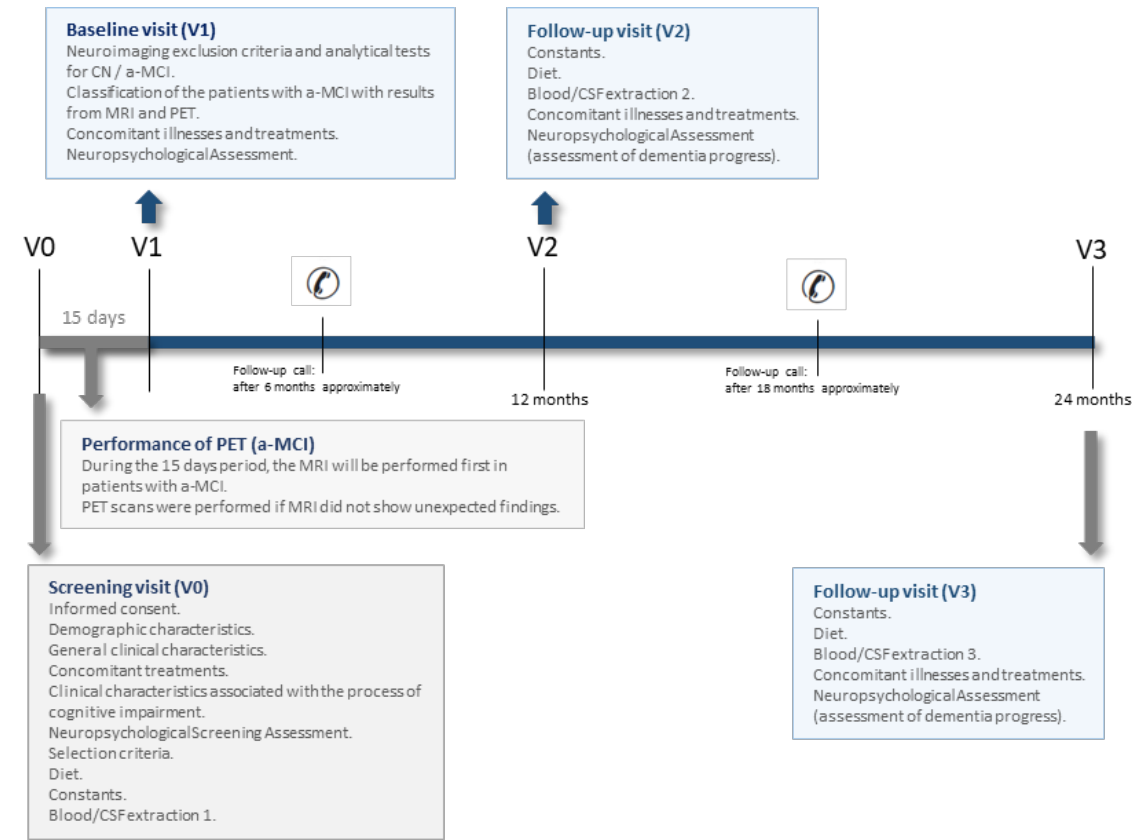 Baseline visit (V1)
Neuroimaging exclusion criteria and analytical tests
for CN / a-MCI.
Classification of the patients with a-MCI with results
from MRI and PET.
Concomitant illnesses and treatments.
Neuropsychological Assessment.
Follow-up visit (V2)
Constants.
Diet.
Blood/CSF extraction 2.
Concomitant illnesses and treatments.
Neuropsychological Assessment
(assessment of dementia progress).
V0
V1
V2
V3
15 days
Follow-up call:
after 6 months approximately
12 months
Follow-up call:
after 18 months approximately
24 months
Performance of PET (a-MCI)
During the 15 days period, the MRI will be performed first in
patients with a-MCI.
PET scans were performed if MRI did not show unexpected findings.
Screening visit (V0)
Informed consent.
Demographic characteristics.
General clinical characteristics.
Concomitant treatments.
Clinical characteristics associated with the process of
cognitive impairment.
Neuropsychological Screening Assessment.
Selection criteria.
Diet.
Constants.
Blood/CSF extraction 1.
Follow-up visit (V3)
Constants.
Diet.
Blood/CSF extraction 3.
Concomitant illnesses and treatments.
Neuropsychological Assessment
(assessment of dementia progress).